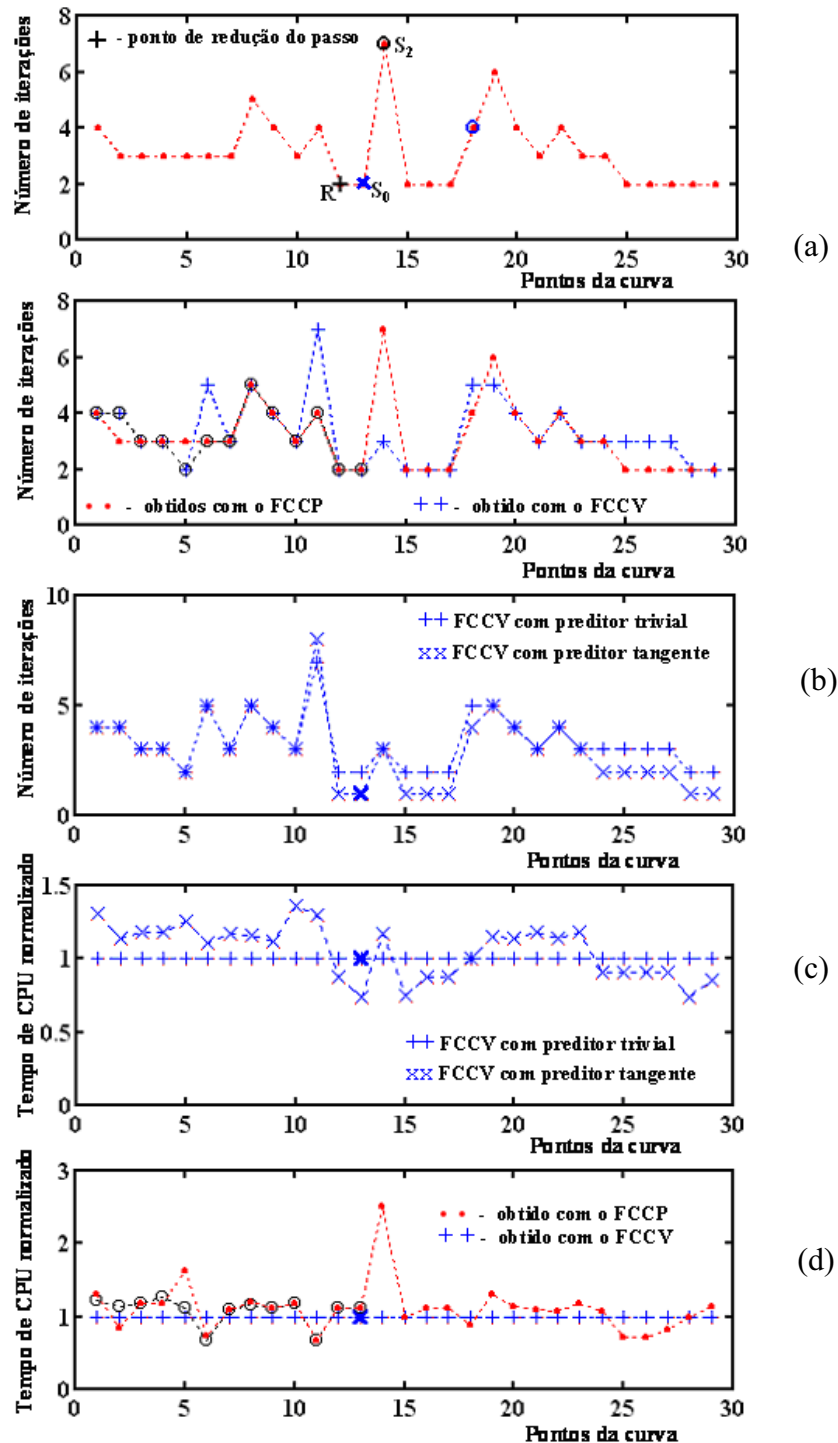 8
6
4
2
0
Número de iterações
+ - ponto de redução do passo
S2
R
S0
0 5 10 15 20 25 30
Pontos da curva
(a)
8
6
4
2
0
Número de iterações
- obtidos com o FCCP
- obtido com o FCCV
0 5 10 15 20 25 30
Pontos da curva
10
5
0
Número de iterações
FCCV com preditor trivial
FCCV com preditor tangente
(b)
0 5 10 15 20 25 30
Pontos da curva
1.5
1
0.5
0
Tempo de CPU normalizado
(c)
FCCV com preditor trivial
FCCV com preditor tangente
0 5 10 15 20 25 30
Pontos da curva
3
2
1
0
Tempo de CPU normalizado
- obtido com o FCCP
- obtido com o FCCV
(d)
0 5 10 15 20 25 30
Pontos da curva